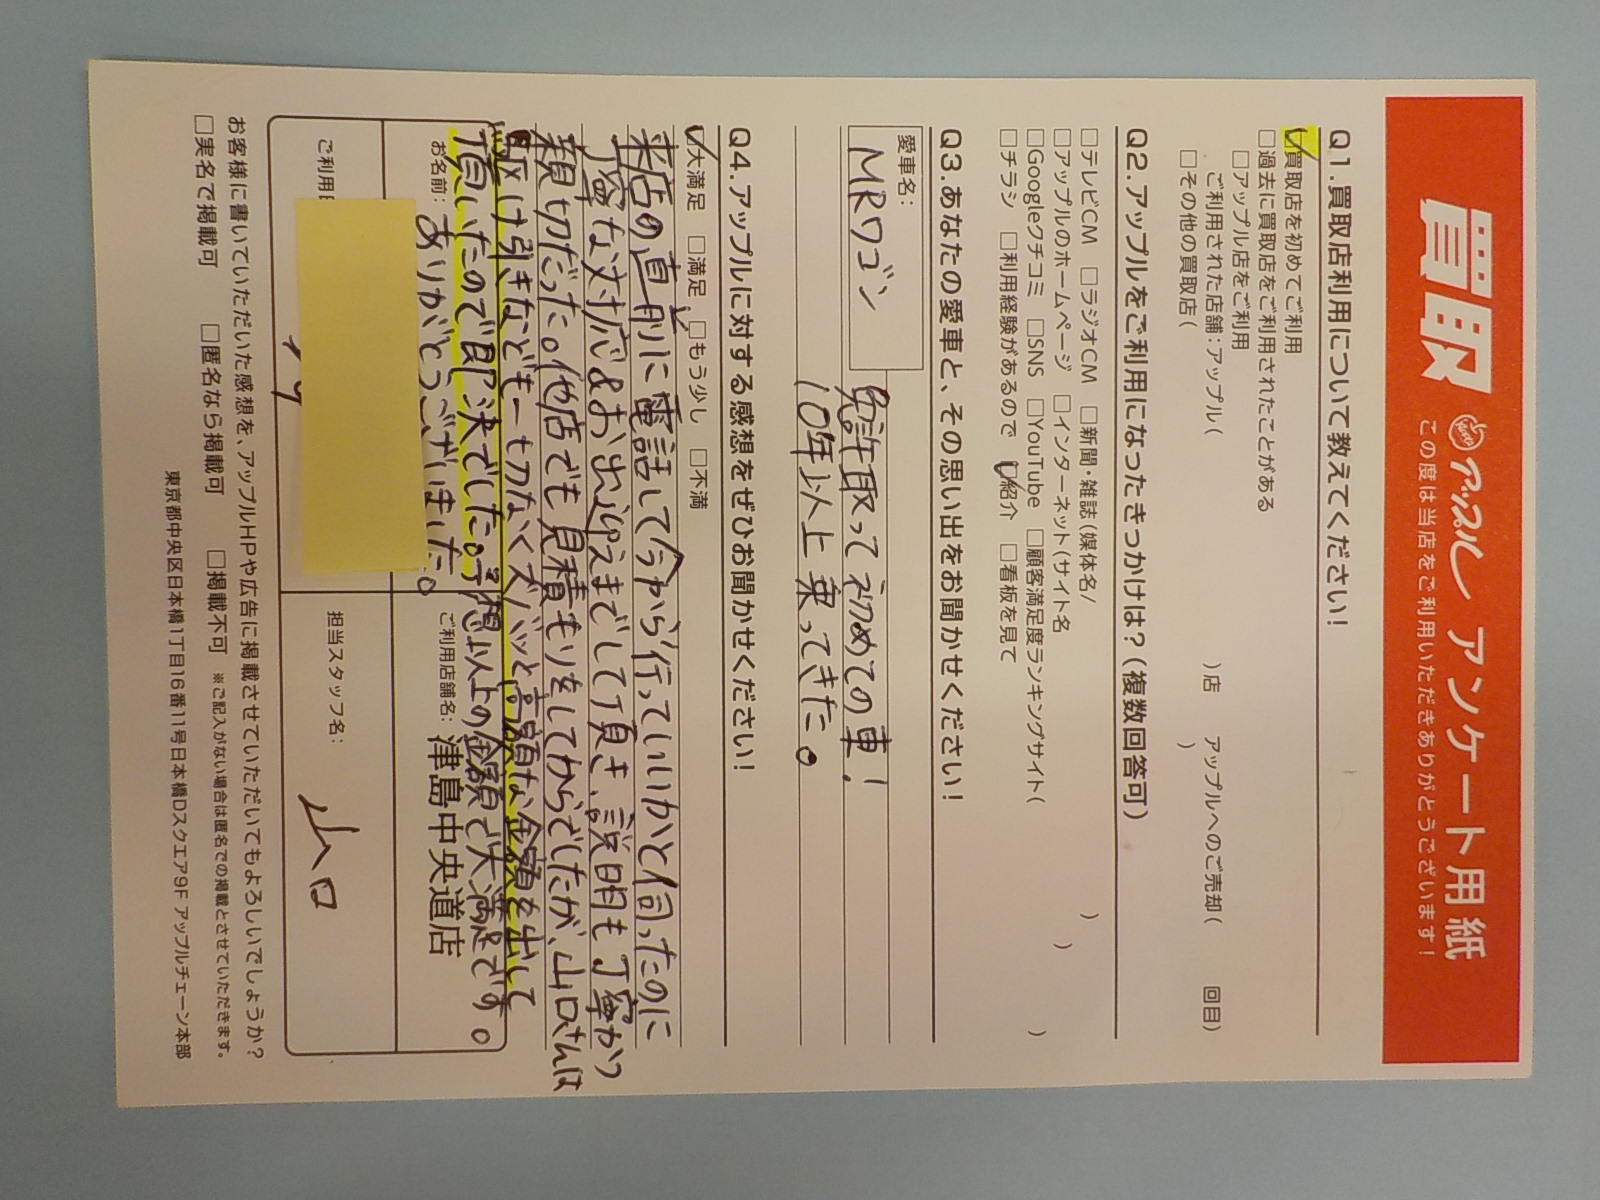 買取 アップル アンケート用紙
この度は当店をご利用いただきありがとうございます！
Q1.買取店利用について教えてください！
☑買取店を初めてご利用
□過去に買取店をご利用されたことがある
□アップル店をご利用
ご利用された店舗：アップル( )店 アップルへのご売却( 回目)
□その他の買取店( )
Q2.アップルをご利用になったきっかけは？(複数回答可)
□テレビCM □ラジオCM □新聞・雑誌(媒体名/ )
□アップルのホームページ □インターネット(サイト名 )
□Googleクチコミ □SNS □YouTube □顧客満足度ランキングサイト( )
□チラシ □利用経験があるので ☑紹介 □看板を見て
Q3.あなたの愛車と、その思い出をお聞かせください！
愛車名：
MRワゴン
免許取って初めての車！
10年以上乗ってきた。
Q4.アップルに対する感想をぜひお聞かせください！
☑大満足 □満足 □もう少し □不満
来店の直前に電話して今から行っていいかと伺ったのに
丁寧な対応&お出迎えまでして頂き、説明も丁寧かつ
親切だった。他店でも見積もりをしてからでしたが、山口さんは
駆け引きなども一切なくズバッと高額な金額を出して
頂いたので即決でした。予想以上の金額で大満足です。
ありがとうございました。
お名前：
ご利用店舗名：津島中央道店
ご利用
担当スタッフ名：山口
お客様に書いていただいた感想を、アップルHPや広告に掲載させていただいてもよろしいでしょうか？
□実名で掲載可 □匿名なら掲載可 □掲載不可 ※ご記入がない場合は匿名での掲載とさせていただきます。
東京都中央区日本橋1丁目16番11号日本橋Dスクエア9F アップルチェーン本部